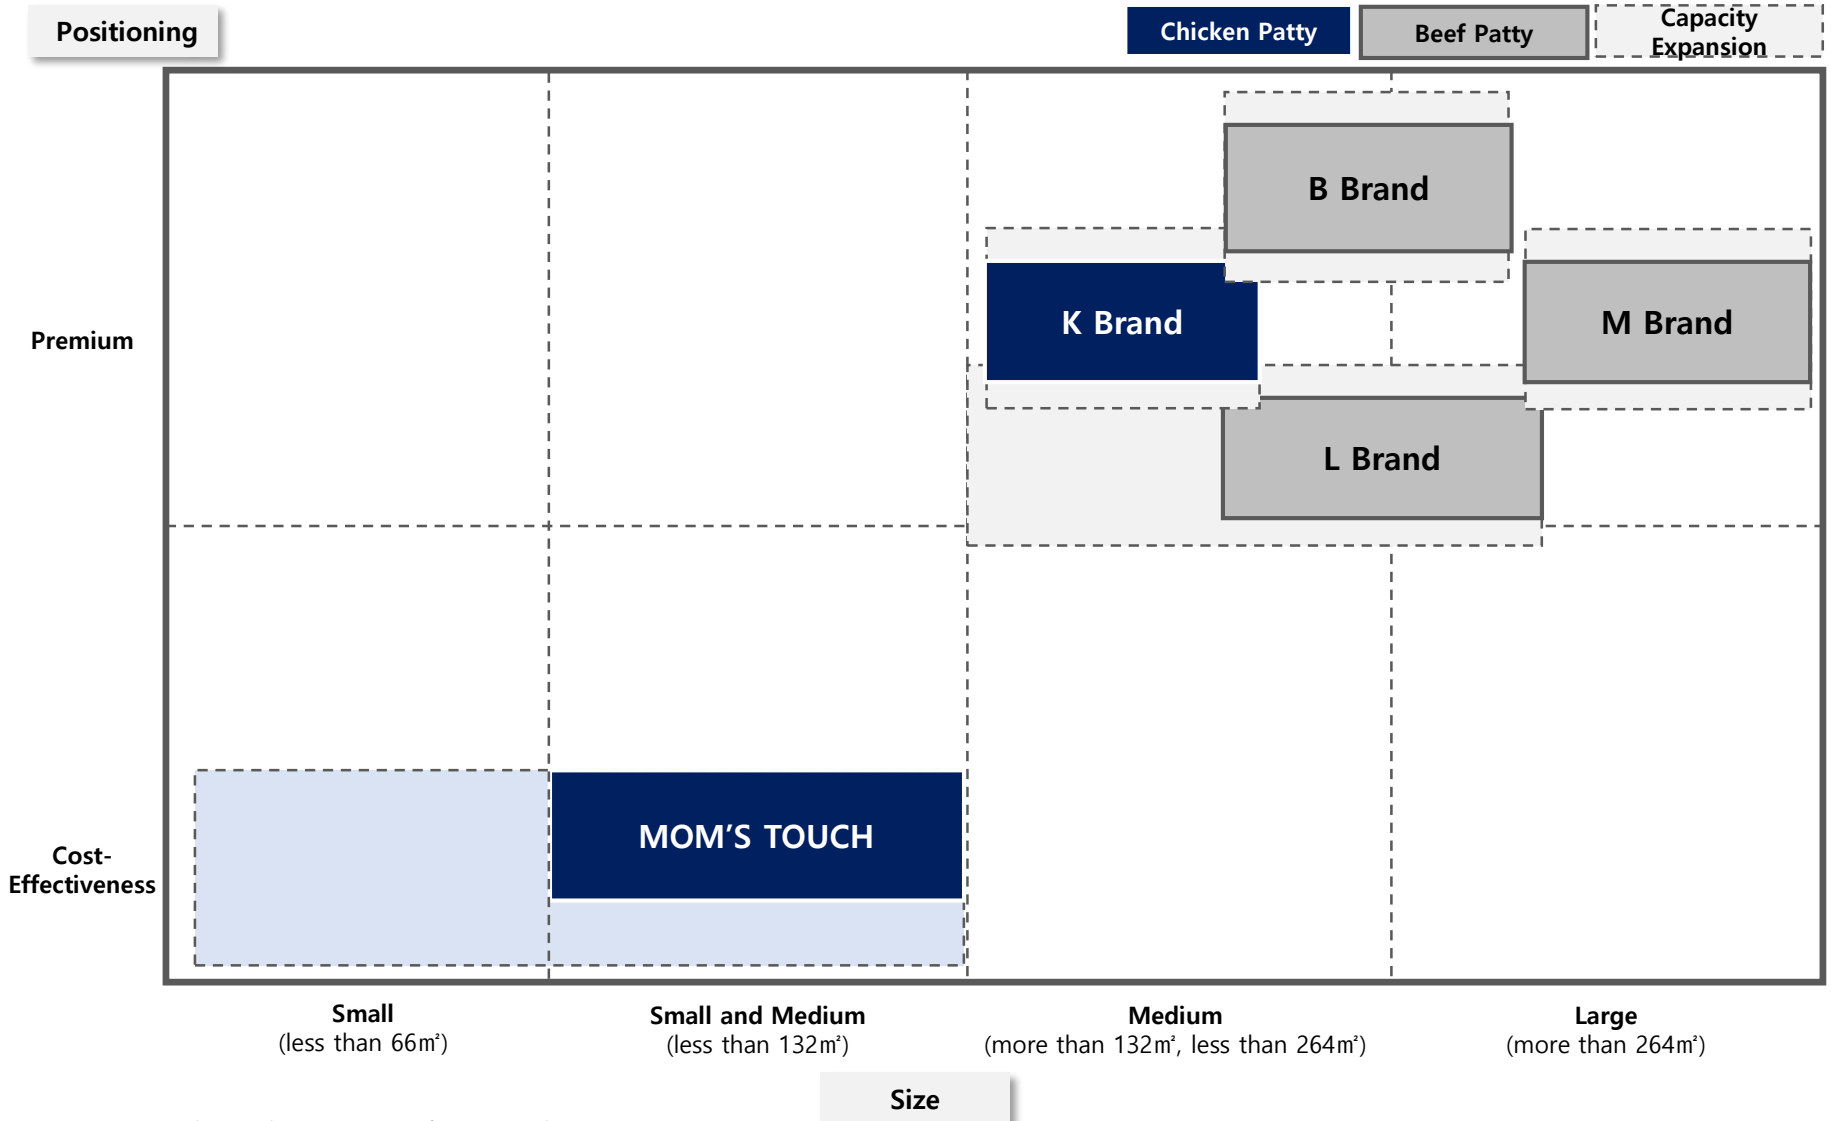 Positioning
Chicken Patty
Beef Patty
Capacity
Expansion
B Brand
K Brand
M Brand
Premium
L Brand
MOM'S TOUCH
Cost-
Effectiveness
Small
(less than 66㎡)
Small and Medium
(less than 132㎡)
Medium
(more than 132㎡, less than 264㎡)
Large
(more than 264㎡)
Size